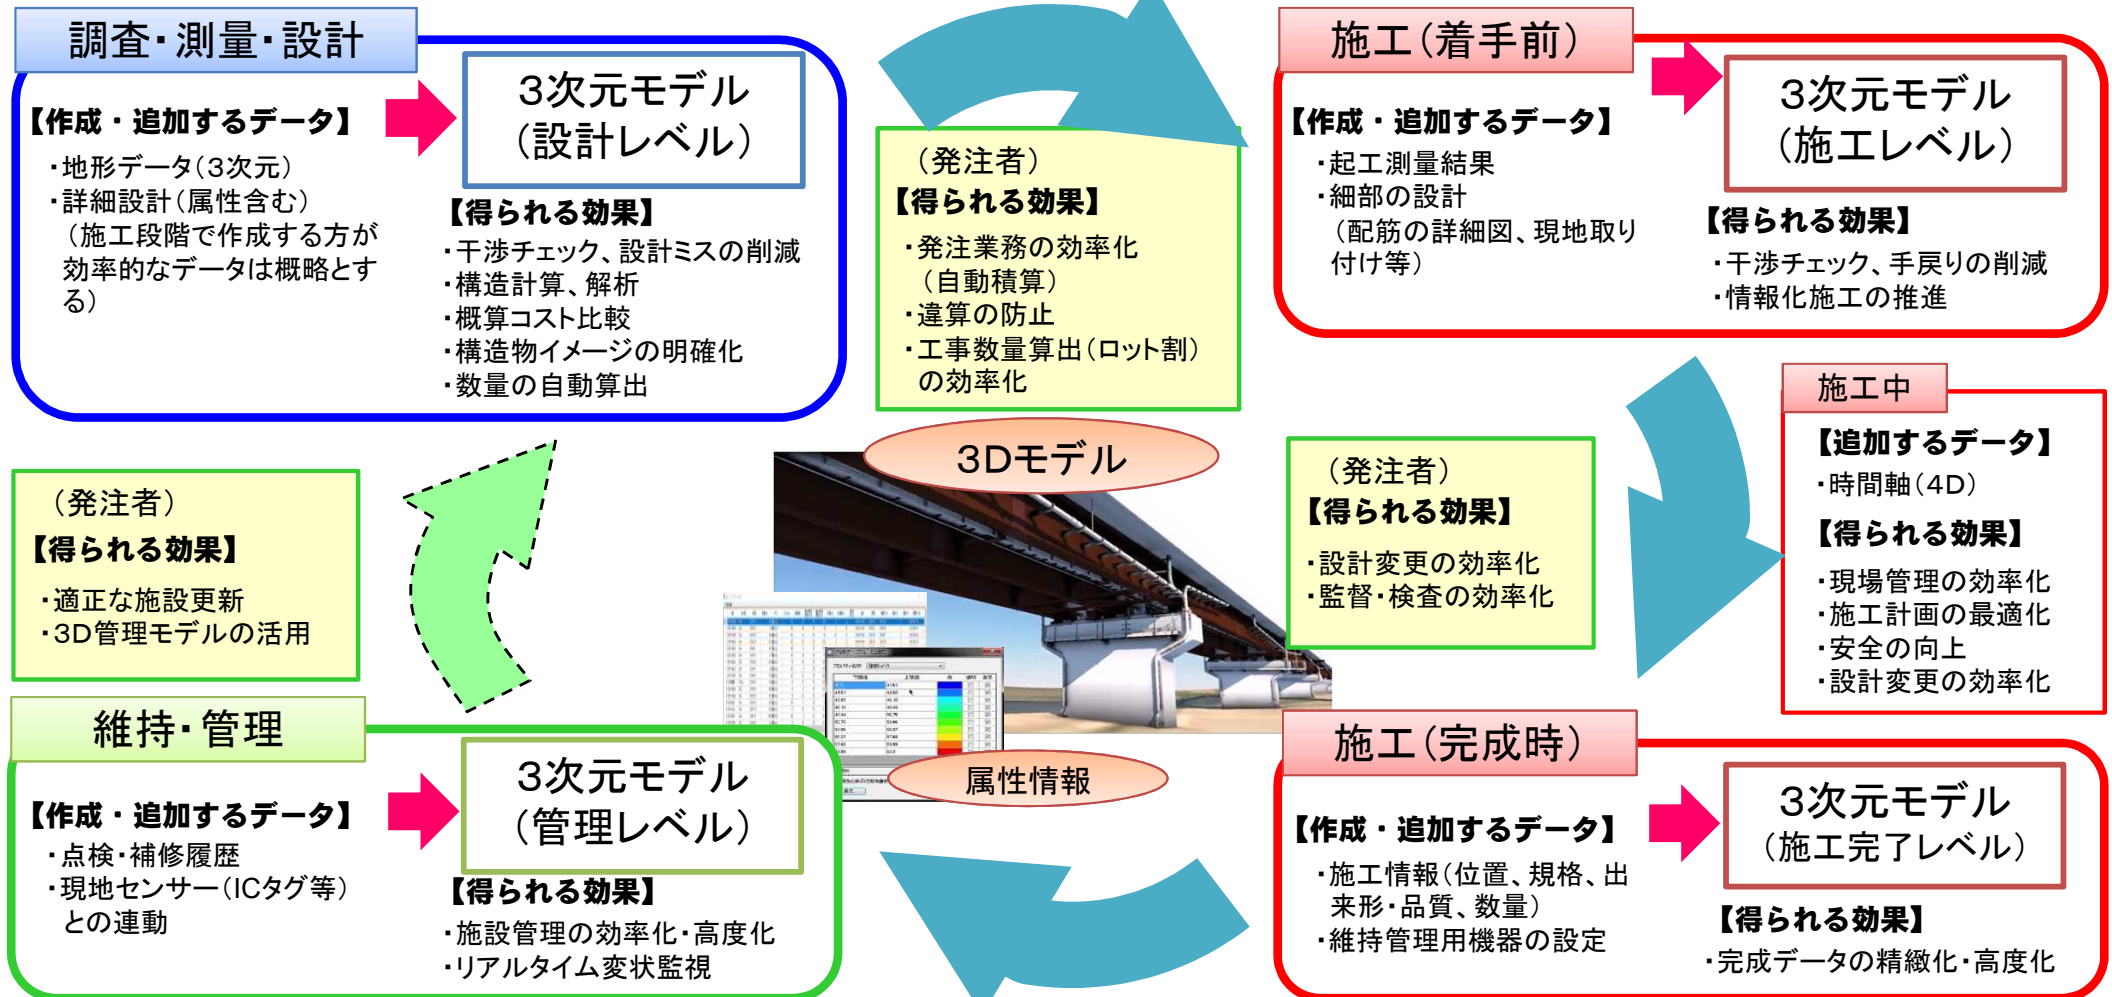 調査・測量・設計
【作成・追加するデータ】
・地形データ（３次元）
・詳細設計（属性含む）
（施工段階で作成する方が
効率的なデータは概略とす
る）
３次元モデル
（設計レベル）
【得られる効果】
・干渉チェック、設計ミスの削減
・構造計算、解析
・概算コスト比較
・構造物イメージの明確化
・数量の自動算出
（発注者）
【得られる効果】
・発注業務の効率化
（自動積算）
・違算の防止
・工事数量算出（ロット割）
の効率化
施工（着手前）
【作成・追加するデータ】
・起工測量結果
・細部の設計
（配筋の詳細図、現地取り
付け等）
３次元モデル
（施工レベル）
【得られる効果】
・干渉チェック、手戻りの削減
・情報化施工の推進
施工中
【追加するデータ】
・時間軸（４Ｄ）
【得られる効果】
・現場管理の効率化
・施工計画の最適化
・安全の向上
・設計変更の効率化
（発注者）
【得られる効果】
・設計変更の効率化
・監督・検査の効率化
３Ｄモデル
属性情報
（発注者）
【得られる効果】
・適正な施設更新
・３Ｄ管理モデルの活用
維持・管理
【作成・追加するデータ】
・点検・補修履歴
・現地センサー（ICタグ等）
との連動
３次元モデル
（管理レベル）
【得られる効果】
・施設管理の効率化・高度化
・リアルタイム変状監視
施工（完成時）
【作成・追加するデータ】
・施工情報（位置、規格、出
来形・品質、数量）
・維持管理用機器の設定
３次元モデル
（施工完了レベル）
【得られる効果】
・完成データの精緻化・高度化